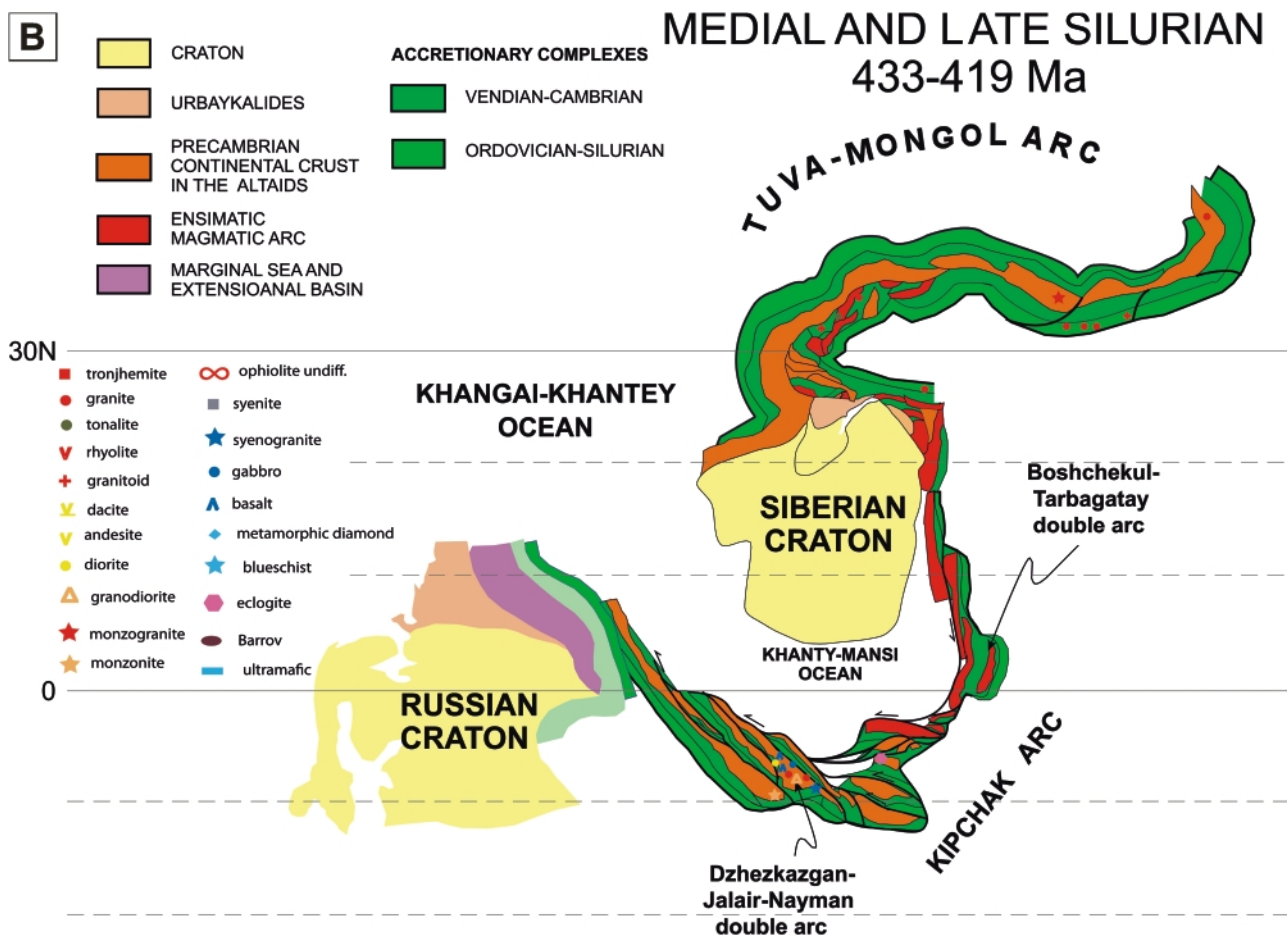 B
MEDIAL AND LATE SILURIAN
433-419 Ma
CRATON
URBAYKALIDES
PRECAMBRIAN
CONTINENTAL CRUST
IN THE ALTAIDS
ENSIMATIC
MAGMATIC ARC
MARGINAL SEA AND
EXTENSIOANAL BASIN
ACCRETIONARY COMPLEXES
VENDIAN-CAMBRIAN
ORDOVICIAN-SILURIAN
TUVA-MONGOL ARC
30N
tronjhemite
granite
tonalite
rhyolite
granitoid
dacite
andesite
diorite
granodiorite
monzogranite
monzonite
ophiolite undiff.
syenite
syenogranite
gabbro
basalt
metamorphic diamond
blueschist
eclogite
Barrov
ultramafic
KHANGAI-KHANTEY
OCEAN
SIBERIAN
CRATON
Boshchekul-
Tarbagatay
double arc
KHANTY-MANSI
OCEAN
0
RUSSIAN
CRATON
KIPCHAK ARC
Dzhezkazgan-
Jalair-Nayman
double arc